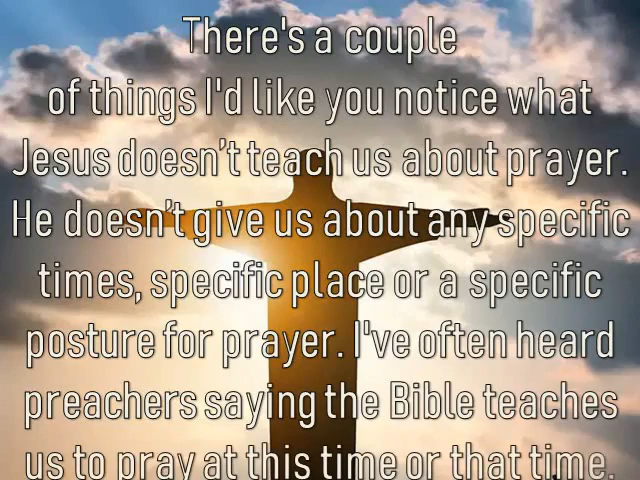 There's a couple
of things I'd like you notice what
Jesus doesn't teach us about prayer.
He doesn't give us about any specific
times, specific place or a specific
posture for prayer. I've often heard
preachers saying the Bible teaches
us to pray at this time or that time.